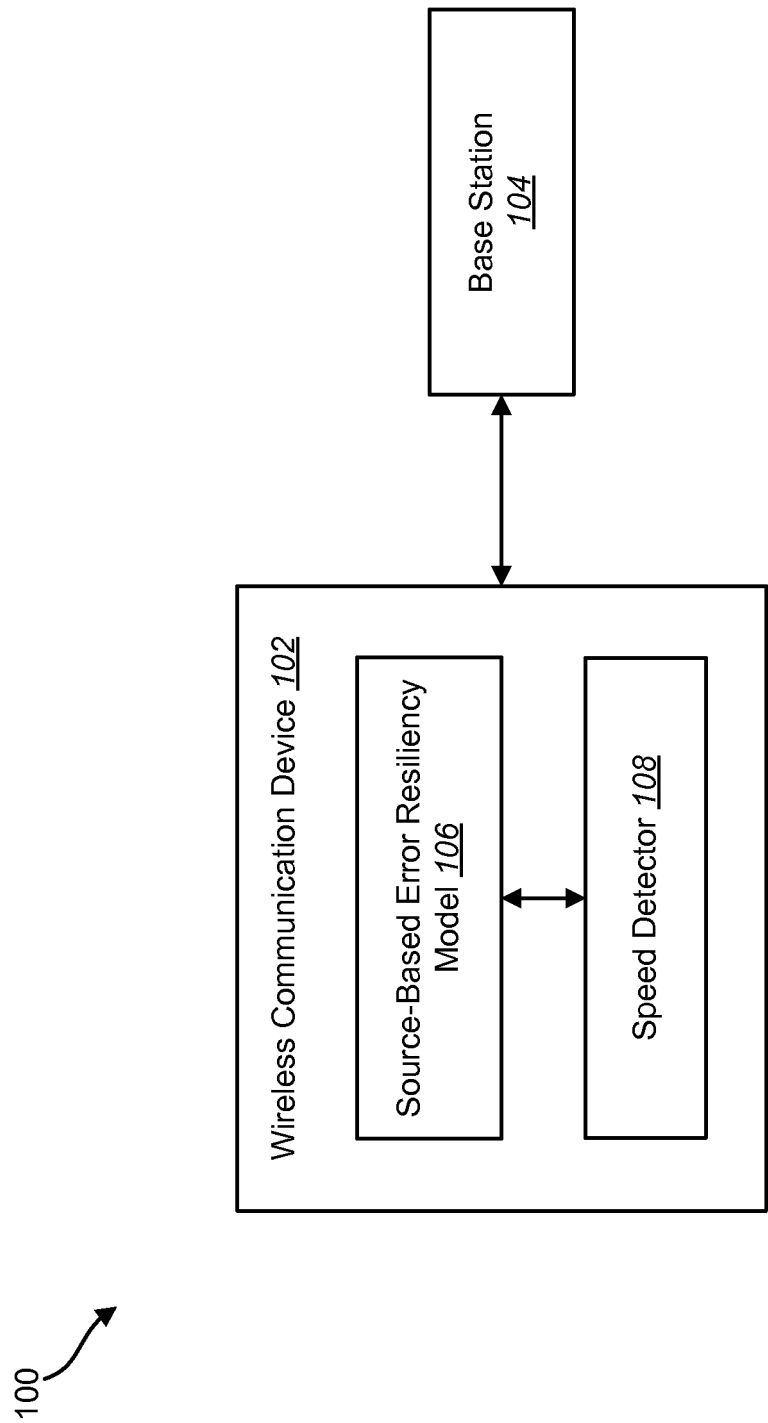 100
Wireless Communication Device 102
Source-Based Error Resiliency
Model 106
Speed Detector 108
Base Station
104